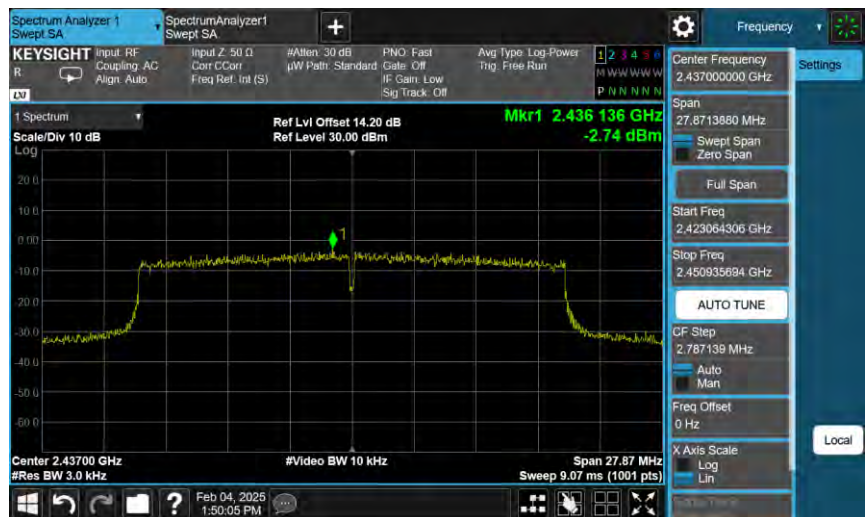 Spectrum Analyzer 1
Swept SA
SpectrumAnalyzer1
Swept SA
+
Frequency
KEYSIGHT
R
LXI
Input: RF
Coupling: AC
Align: Auto
Input Z: 50 Ω
Corr CCorr
Freq Ref: Int (S)
#Atten: 30 dB
µW Path: Standard
PNO: Fast
Gate: Off
IF Gain: Low
Sig Track: Off
Avg Type: Log-Power
Trig: Free Run
1 2 3 4 5 6
M W W W W W
P N N N N N
1 Spectrum
Scale/Div 10 dB
Log
Ref Lvl Offset 14.20 dB
Ref Level 30.00 dBm
Mkr1 2.436 136 GHz
-2.74 dBm
20.0
10.0
0.00
-10.0
-20.0
-30.0
-40.0
-50.0
-60.0
1
Center 2.43700 GHz
#Res BW 3.0 kHz
#Video BW 10 kHz
Span 27.87 MHz
Sweep 9.07 ms (1001 pts)
Center Frequency
2.437000000 GHz
Settings
Span
27.8713880 MHz
Swept Span
Zero Span
Full Span
Start Freq
2.423064306 GHz
Stop Freq
2.450935694 GHz
AUTO TUNE
CF Step
2.787139 MHz
Auto
Man
Freq Offset
0 Hz
X Axis Scale
Log
Lin
Local
?
Feb 04, 2025
1:50:05 PM